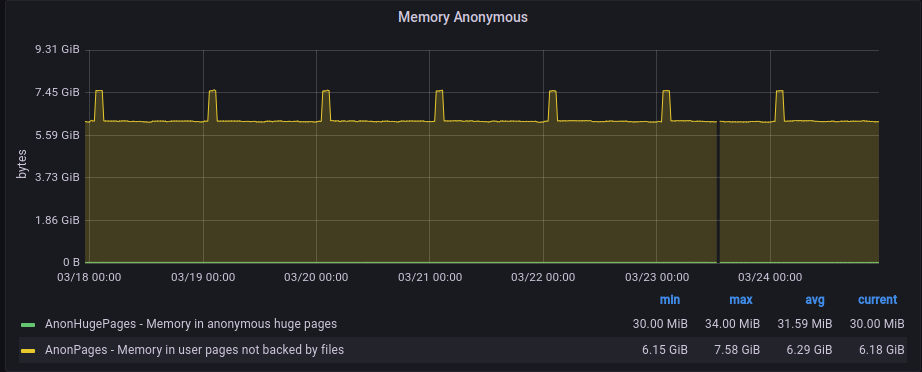 Memory Anonymous
9.31 GiB
7.45 GiB
5.59 GiB
3.73 GiB
1.86 GiB
0 B
bytes
03/18 00:00 03/19 00:00 03/20 00:00 03/21 00:00 03/22 00:00 03/23 00:00 03/24 00:00
min max avg current
AnonHugePages - Memory in anonymous huge pages 30.00 MiB 34.00 MiB 31.59 MiB 30.00 MiB
AnonPages - Memory in user pages not backed by files 6.15 GiB 7.58 GiB 6.29 GiB 6.18 GiB